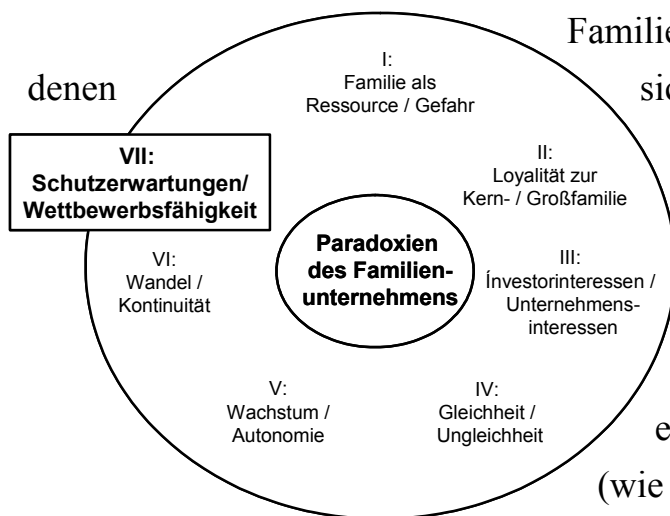 Familie
I:
Familie als
Ressource / Gefahr
denen
sic
VII:
Schutzerwartungen/
Wettbewerbsfähigkeit
II:
Loyalität zur
Kern- / Großfamilie
Paradoxien
des Familien-
unternehmens
III:
Ínvestorinteressen /
Unternehmens-
interessen
VI:
Wandel /
Kontinuität
V:
Wachstum /
Autonomie
IV:
Gleichheit /
Ungleichheit
e
(wie